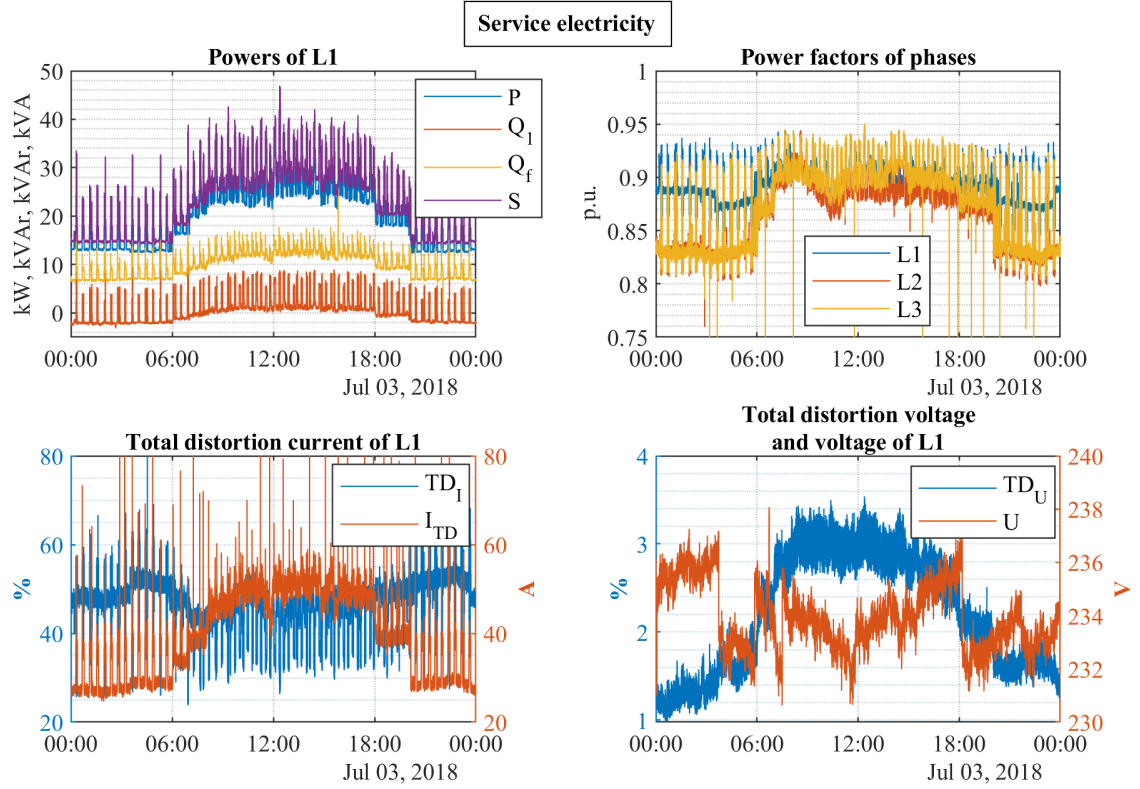 Service electricity
Powers of L1
kW, kVAr, kVAr, kVA
50
40
30
20
10
0
P
Q1
Qf
S
00:00 06:00 12:00 18:00 00:00
Jul 03, 2018
Power factors of phases
p.u.
1
0.95
0.9
0.85
0.8
0.75
L1
L2
L3
00:00 06:00 12:00 18:00 00:00
Jul 03, 2018
Total distortion current of L1
%
80
60
40
20
TDI
ITD
80
60
40
20
A
00:00 06:00 12:00 18:00 00:00
Jul 03, 2018
Total distortion voltage
and voltage of L1
%
4
3
2
1
TDU
U
240
238
236
234
232
230
V
00:00 06:00 12:00 18:00 00:00
Jul 03, 2018